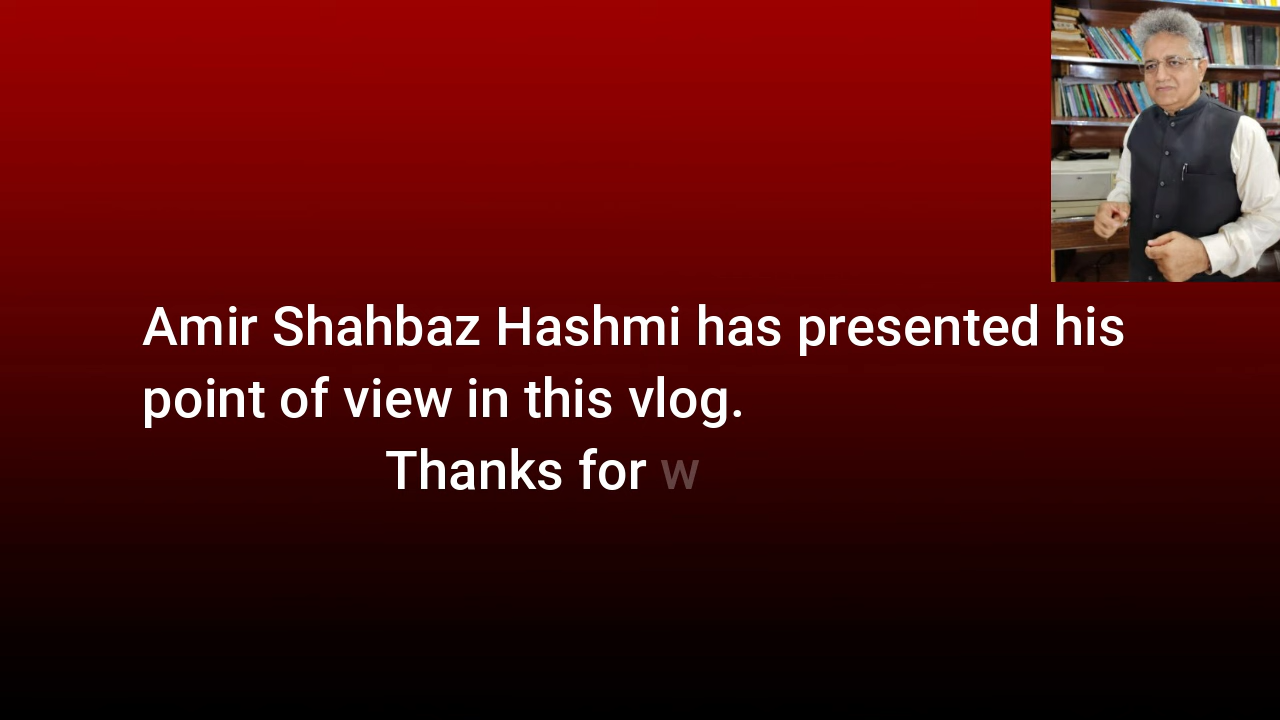 Amir Shahbaz Hashmi has presented his
point of view in this vlog.
Thanks for w